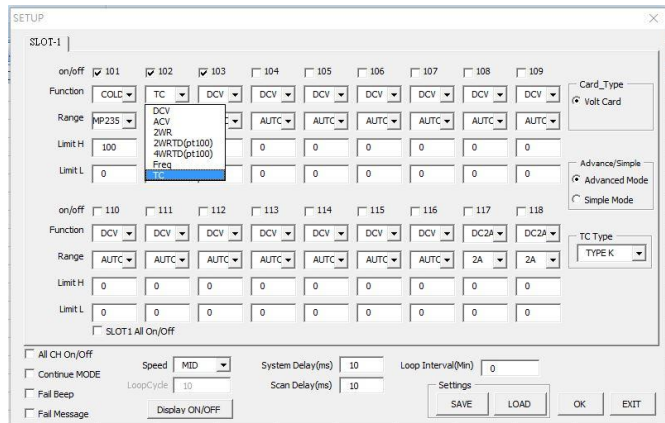 SETUP
SLOT-1
on/off 101 102 103 104 105 106 107 108 109
Function COLD TC DCV DCV DCV DCV DCV DCV DCV
Card_Type
Volt Card
DCV
ACV
2WR
2WRTD(pt100)
4WRTD(pt100)
Freq
TC
Range MP235 AUTC AUTC AUTC AUTC AUTC AUTC
Limit H 100 0 0 0 0 0 0
Limit L 0 0 0 0 0 0 0
Advance/Simple
Advanced Mode
Simple Mode
on/off 110 111 112 113 114 115 116 117 118
Function DCV DCV DCV DCV DCV DCV DCV DC2A DC2A
TC Type
TYPE K
Range AUTC AUTC AUTC AUTC AUTC AUTC AUTC 2A 2A
Limit H 0 0 0 0 0 0 0 0 0
Limit L 0 0 0 0 0 0 0 0 0
SLOT1 All On/Off
All CH On/Off
Speed MID System Delay(ms) 10 Loop Interval(Min) 0
Continue MODE
LoopCycle 10 Scan Delay(ms) 10 Settings
Fail Beep
Display ON/OFF SAVE LOAD OK EXIT
Fail Message